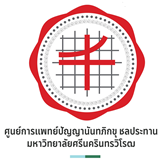 ศูนย์การแพทย์ปัญญานันทภิกขุ ชลประทาน
มหาวิทยาลัยศรีนครินทรวิโรฒ